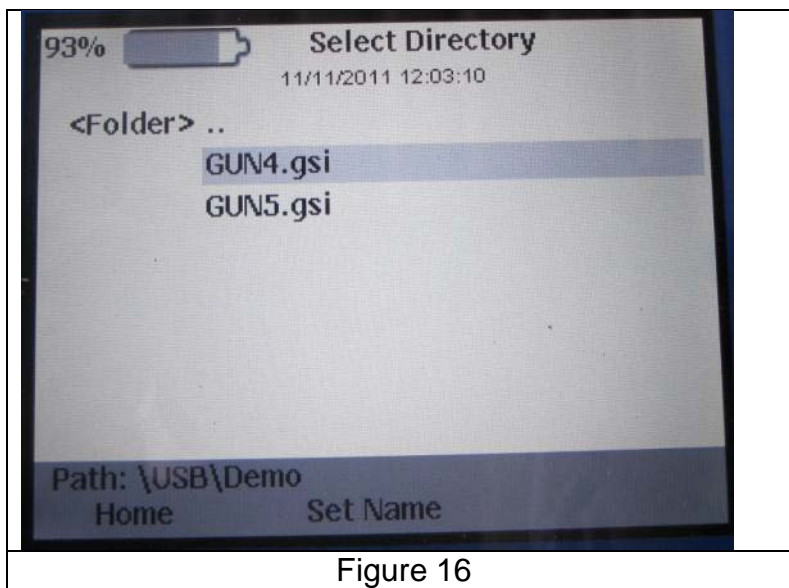 93% Select Directory
11/11/2011 12:03:10
<Folder> ..
GUN4.gsi
GUN5.gsi
Path: \USB\Demo
Home Set Name
Figure 16